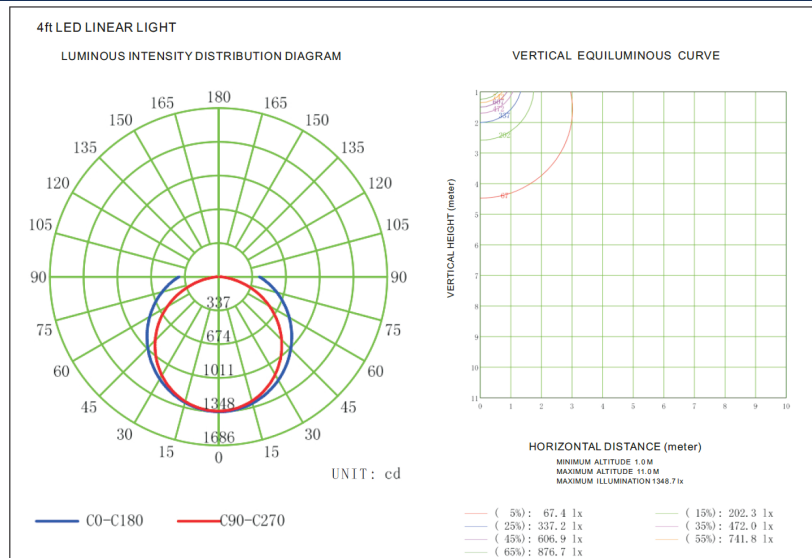 4ft LED LINEAR LIGHT
LUMINOUS INTENSITY DISTRIBUTION DIAGRAM
180
165 165
150 150
135 135
120 120
105 105
90 90
75 75
60 60
45 45
30 30
15 15
0
337
674
1011
1348
1686
UNIT: cd
C0-C180 C90-C270
VERTICAL EQUILUMINOUS CURVE
VERTICAL HEIGHT (meter)
1
2
3
4
5
6
7
8
9
10
11
472
337
202
67
0 1 2 3 4 5 6 7 8 9 10
HORIZONTAL DISTANCE (meter)
MINIMUM ALTITUDE 1.0 M
MAXIMUM ALTITUDE 11.0 M
MAXIMUM ILLUMINATION 1348.7 lx
( 5%): 67.4 lx ( 15%): 202.3 lx
( 25%): 337.2 lx ( 35%): 472.0 lx
( 45%): 606.9 lx ( 55%): 741.8 lx
( 65%): 876.7 lx